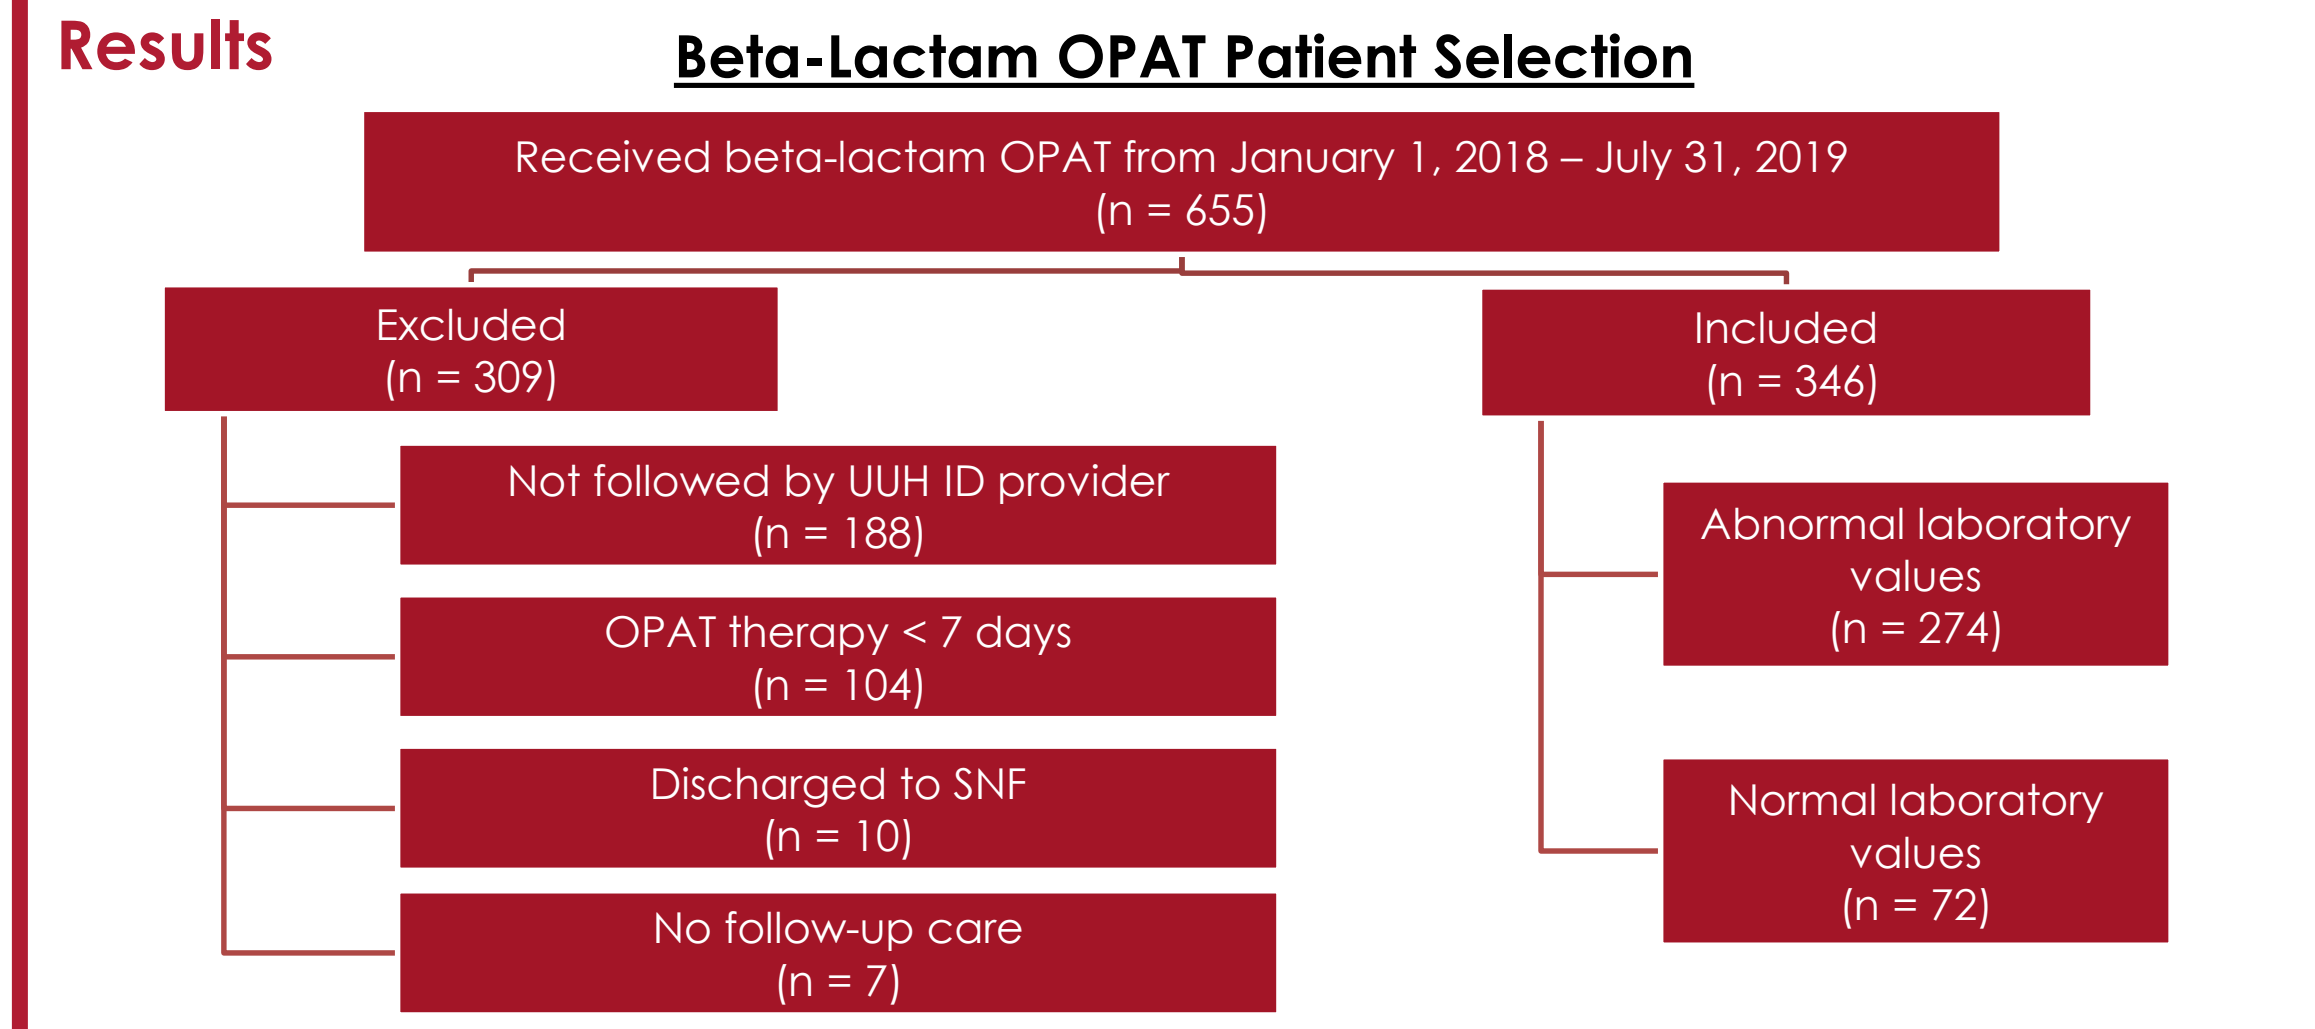 Results
Beta-Lactam OPAT Patient Selection
Received beta-lactam OPAT from January 1, 2018 – July 31, 2019
(n = 655)
Excluded
(n = 309)
Not followed by UUH ID provider
(n = 188)
OPAT therapy < 7 days
(n = 104)
Discharged to SNF
(n = 10)
No follow-up care
(n = 7)
Included
(n = 346)
Abnormal laboratory
values
(n = 274)
Normal laboratory
values
(n = 72)